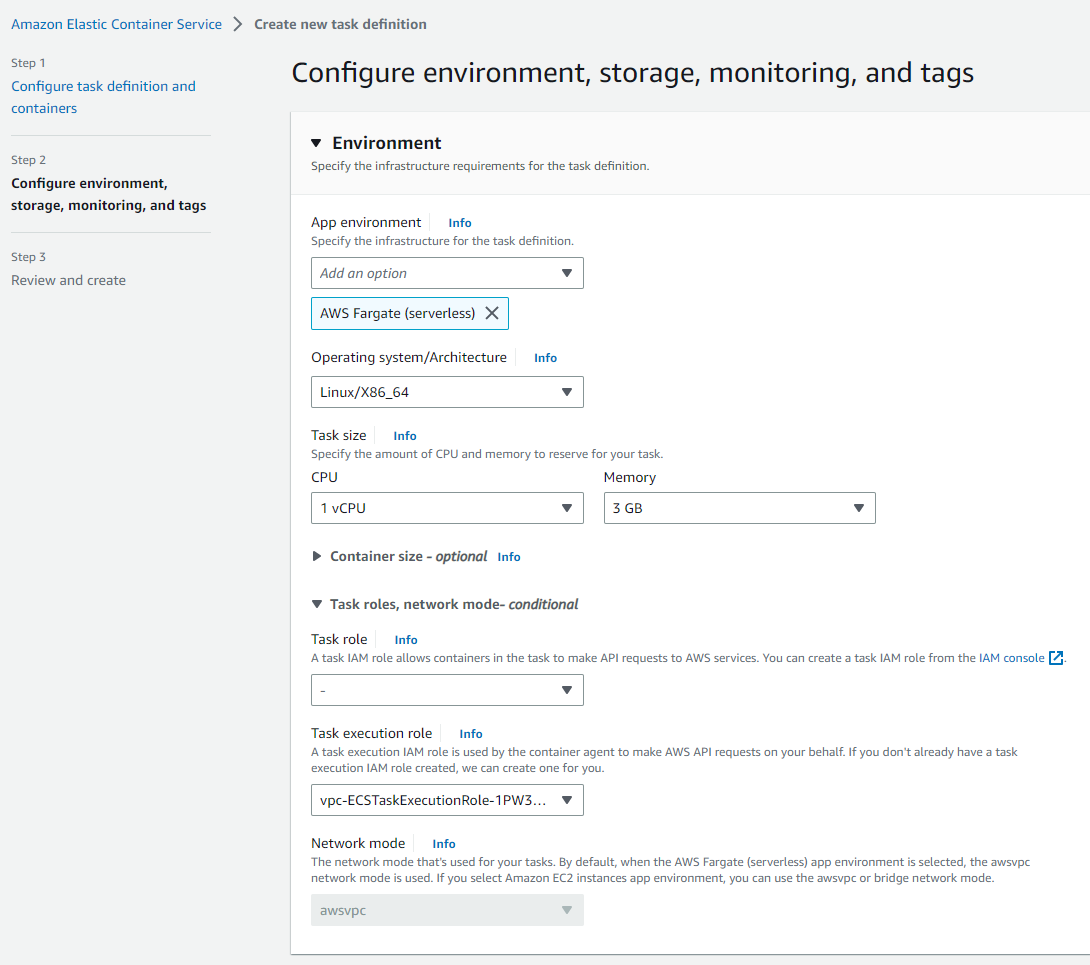 Amazon Elastic Container Service > Create new task definition
Step 1
Configure task definition and
containers
Step 2
Configure environment,
storage, monitoring, and tags
Step 3
Review and create
Configure environment, storage, monitoring, and tags
Environment
Specify the infrastructure requirements for the task definition.
App environment Info
Specify the infrastructure for the task definition.
Add an option
AWS Fargate (serverless)
Operating system/Architecture Info
Linux/X86_64
Task size Info
Specify the amount of CPU and memory to reserve for your task.
CPU Memory
1 vCPU 3 GB
Container size - optional Info
Task roles, network mode- conditional
Task role Info
A task IAM role allows containers in the task to make API requests to AWS services. You can create a task IAM role from the IAM console.
-
Task execution role Info
A task execution IAM role is used by the container agent to make AWS API requests on your behalf. If you don't already have a task
execution IAM role created, we can create one for you.
vpc-ECSTaskExecutionRole-1PW3...
Network mode Info
The network mode that's used for your tasks. By default, when the AWS Fargate (serverless) app environment is selected, the awsvpc
network mode is used. If you select Amazon EC2 instances app environment, you can use the awsvpc or bridge network mode.
awsvpc